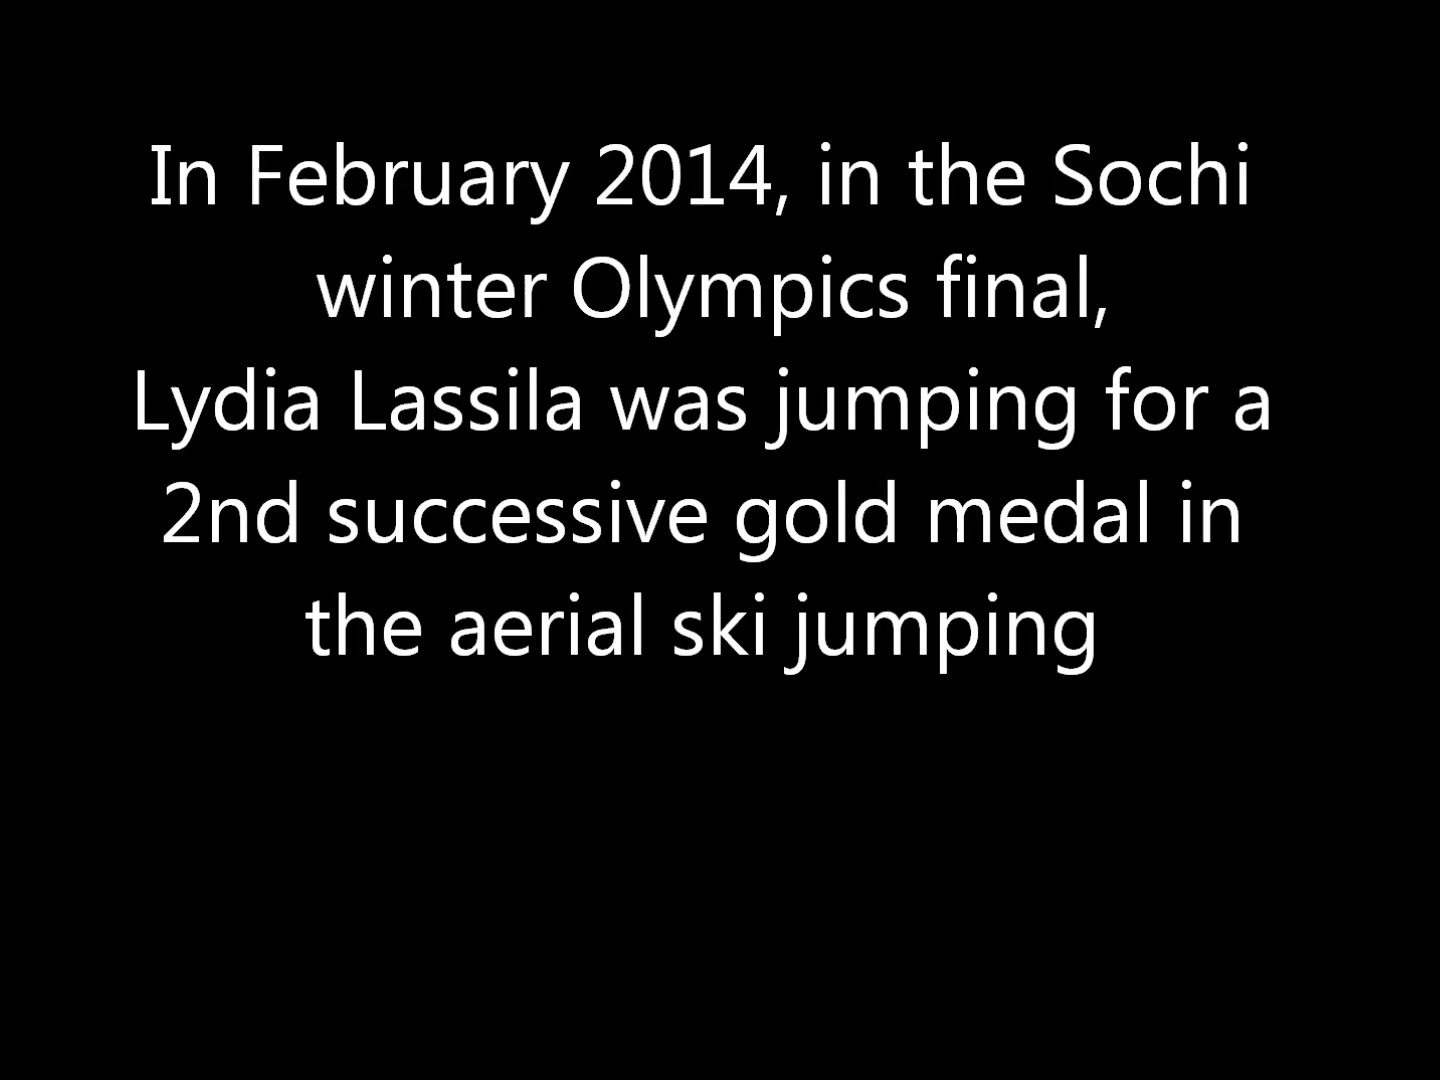 In February 2014, in the Sochi
winter Olympics final,
Lydia Lassila was jumping for a
2nd successive gold medal in
the aerial ski jumping